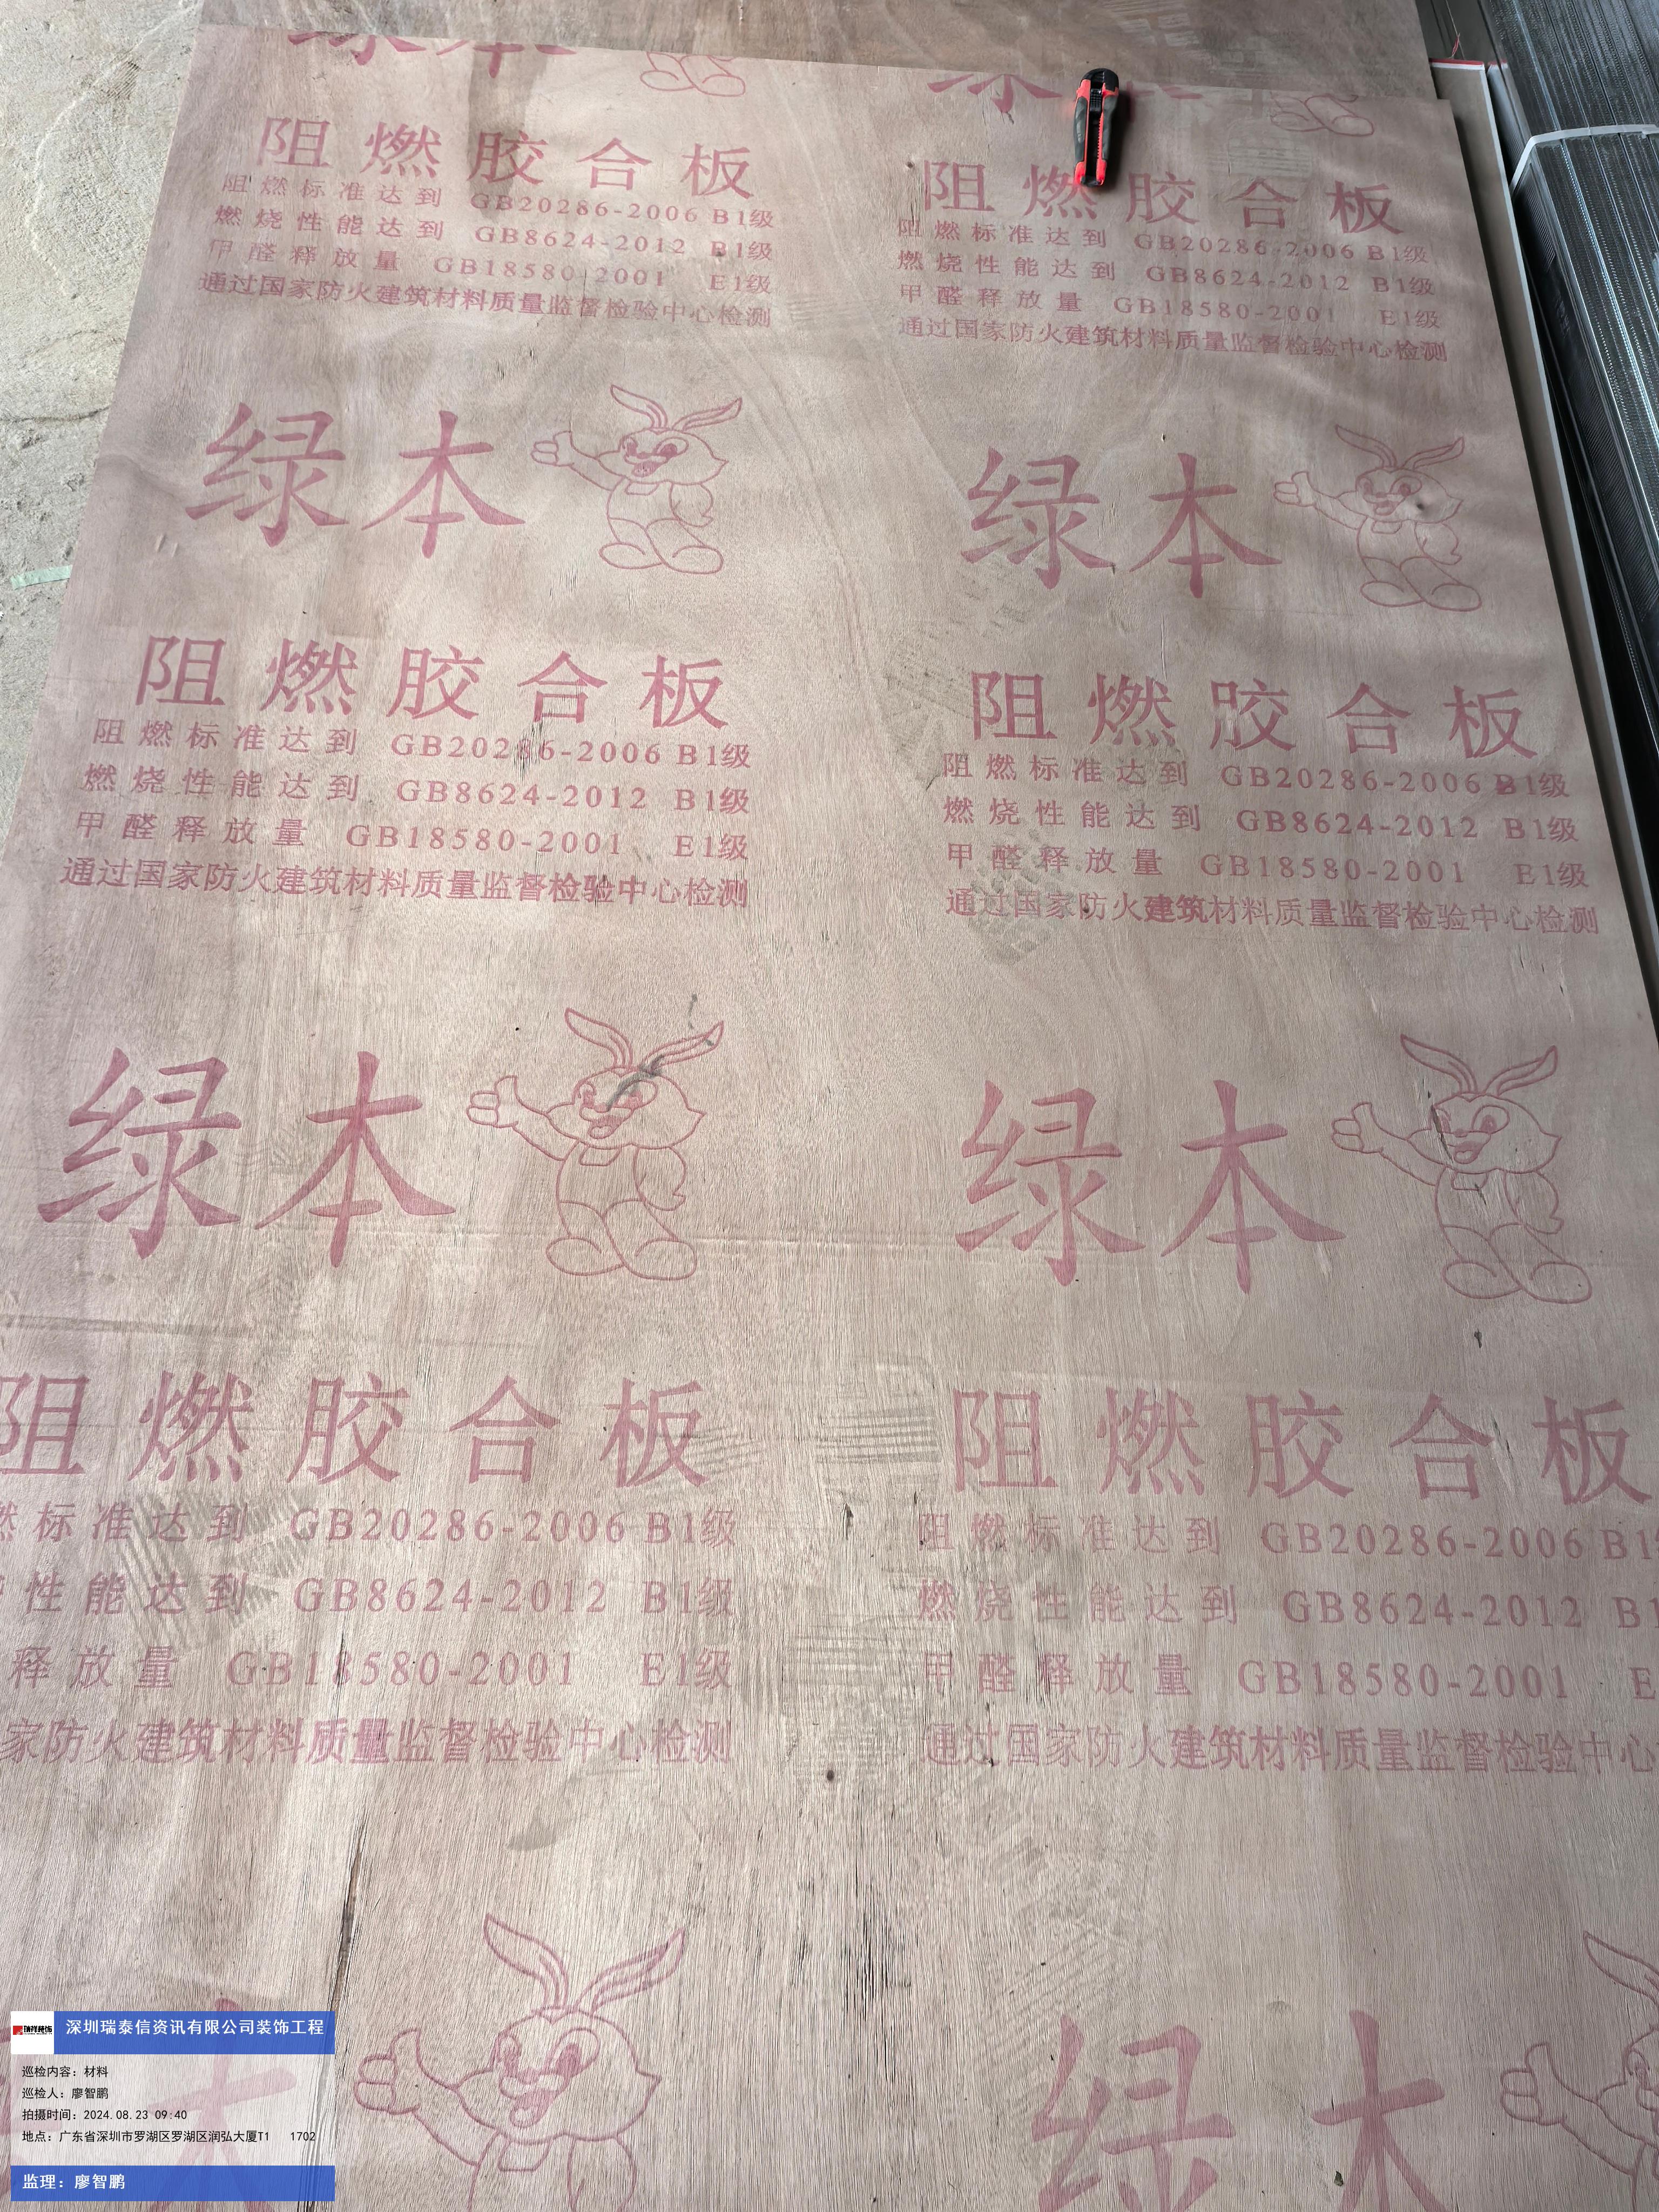 绿本
绿本
阻燃胶合板
阻燃标准达到 GB20286-2006 B1级
燃烧性能达到 GB8624-2012 B1级
甲醛释放量 GB18580-2001 E1级
通过国家防火建筑材料质量监督检验中心检测
阻燃胶合板
阻燃标准达到 GB20286-2006 B1级
燃烧性能达到 GB8624-2012 B1级
甲醛释放量 GB18580-2001 E1级
通过国家防火建筑材料质量监督检验中心检测
绿本
绿本
阻燃胶合板
阻燃标准达到 GB20286-2006 B1级
燃烧性能达到 GB8624-2012 B1级
甲醛释放量 GB18580-2001 E1级
通过国家防火建筑材料质量监督检验中心检测
阻燃胶合板
阻燃标准达到 GB20286-2006 B1级
燃烧性能达到 GB8624-2012 B1级
甲醛释放量 GB18580-2001 E1级
通过国家防火建筑材料质量监督检验中心检测
绿本
绿本
阻燃胶合板
燃标准达到 GB20286-2006 B1级
性能达到 GB8624-2012 B1级
释放量 GB18580-2001 E1级
家防火建筑材料质量监督检验中心检测
阻燃胶合板
阻燃标准达到 GB20286-2006 B1
燃烧性能达到 GB8624-2012 B1
甲醛释放量 GB18580-2001 E
通过国家防火建筑材料质量监督检验中心
本
绿本
深圳瑞泰信资讯有限公司装饰工程
巡检内容：材料
巡检人：廖智鹏
拍摄时间：2024.08.23 09:40
地点：广东省深圳市罗湖区罗湖区润弘大厦T1 1702
监理：廖智鹏